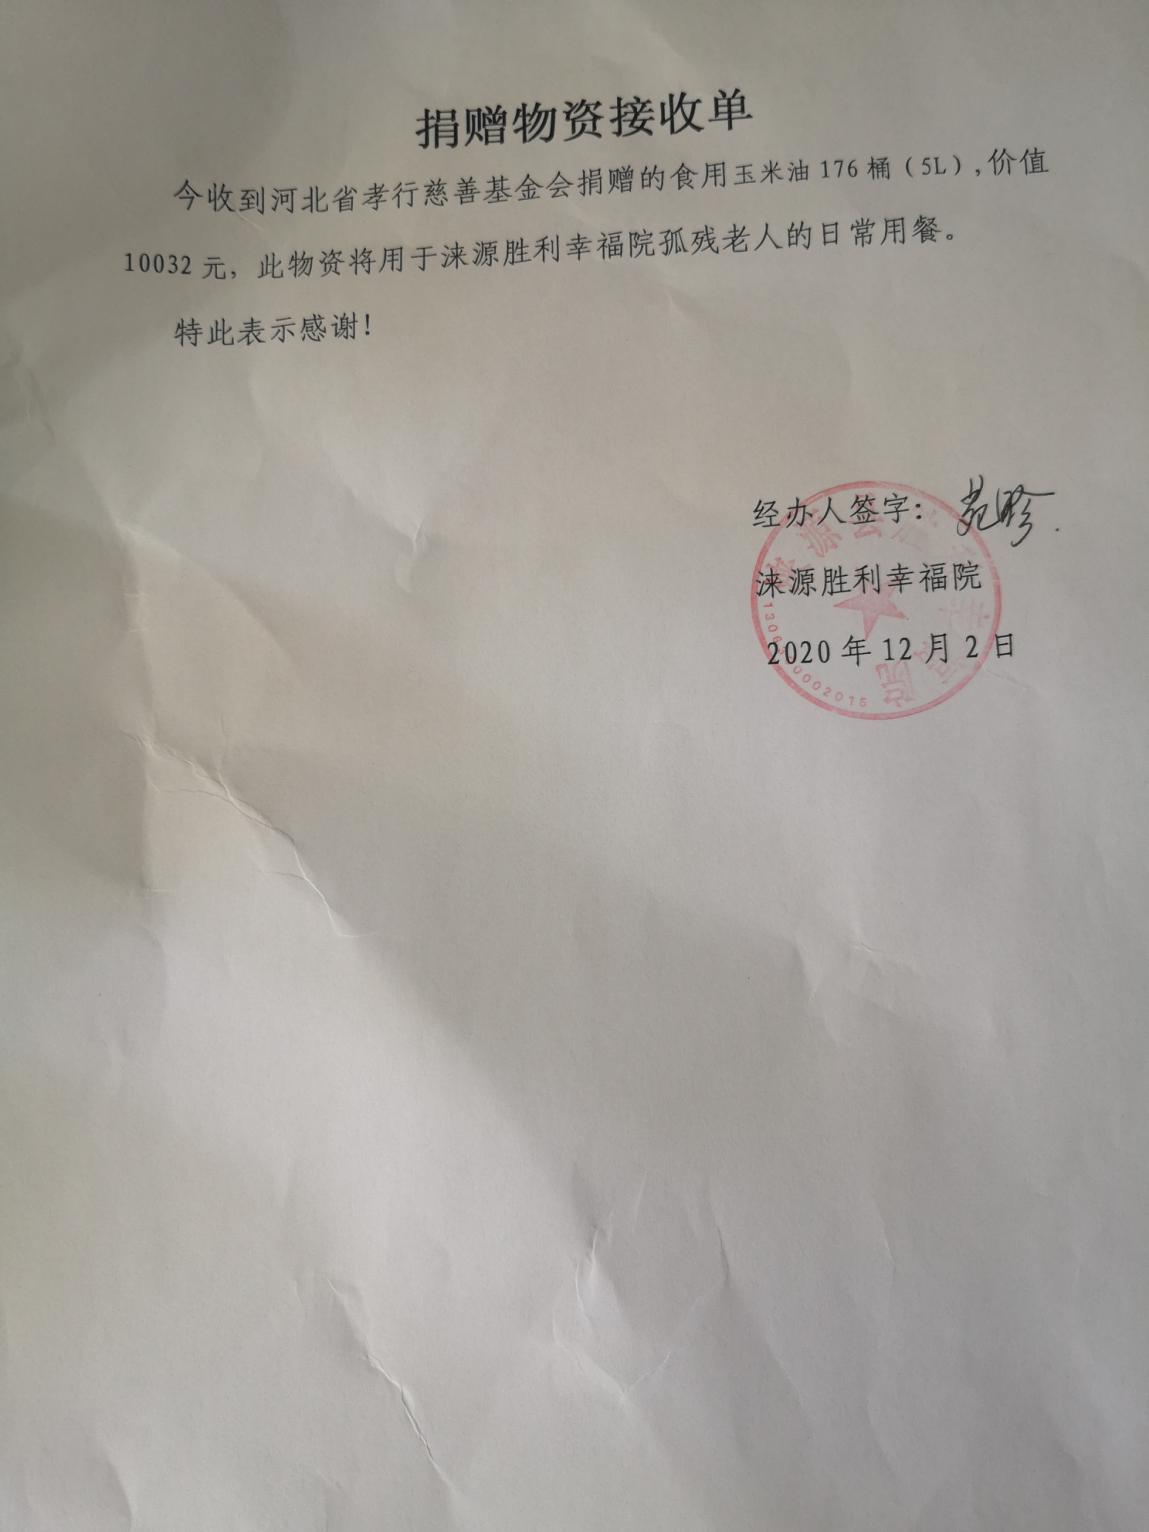 捐赠物资接收单
今收到河北省孝行慈善基金会捐赠的食用玉米油 176 桶（5L）,价值
10032 元，此物资将用于涞源胜利幸福院孤残老人的日常用餐。
特此表示感谢！
经办人签字：
涞源胜利幸福院
2020 年 12 月 2 日